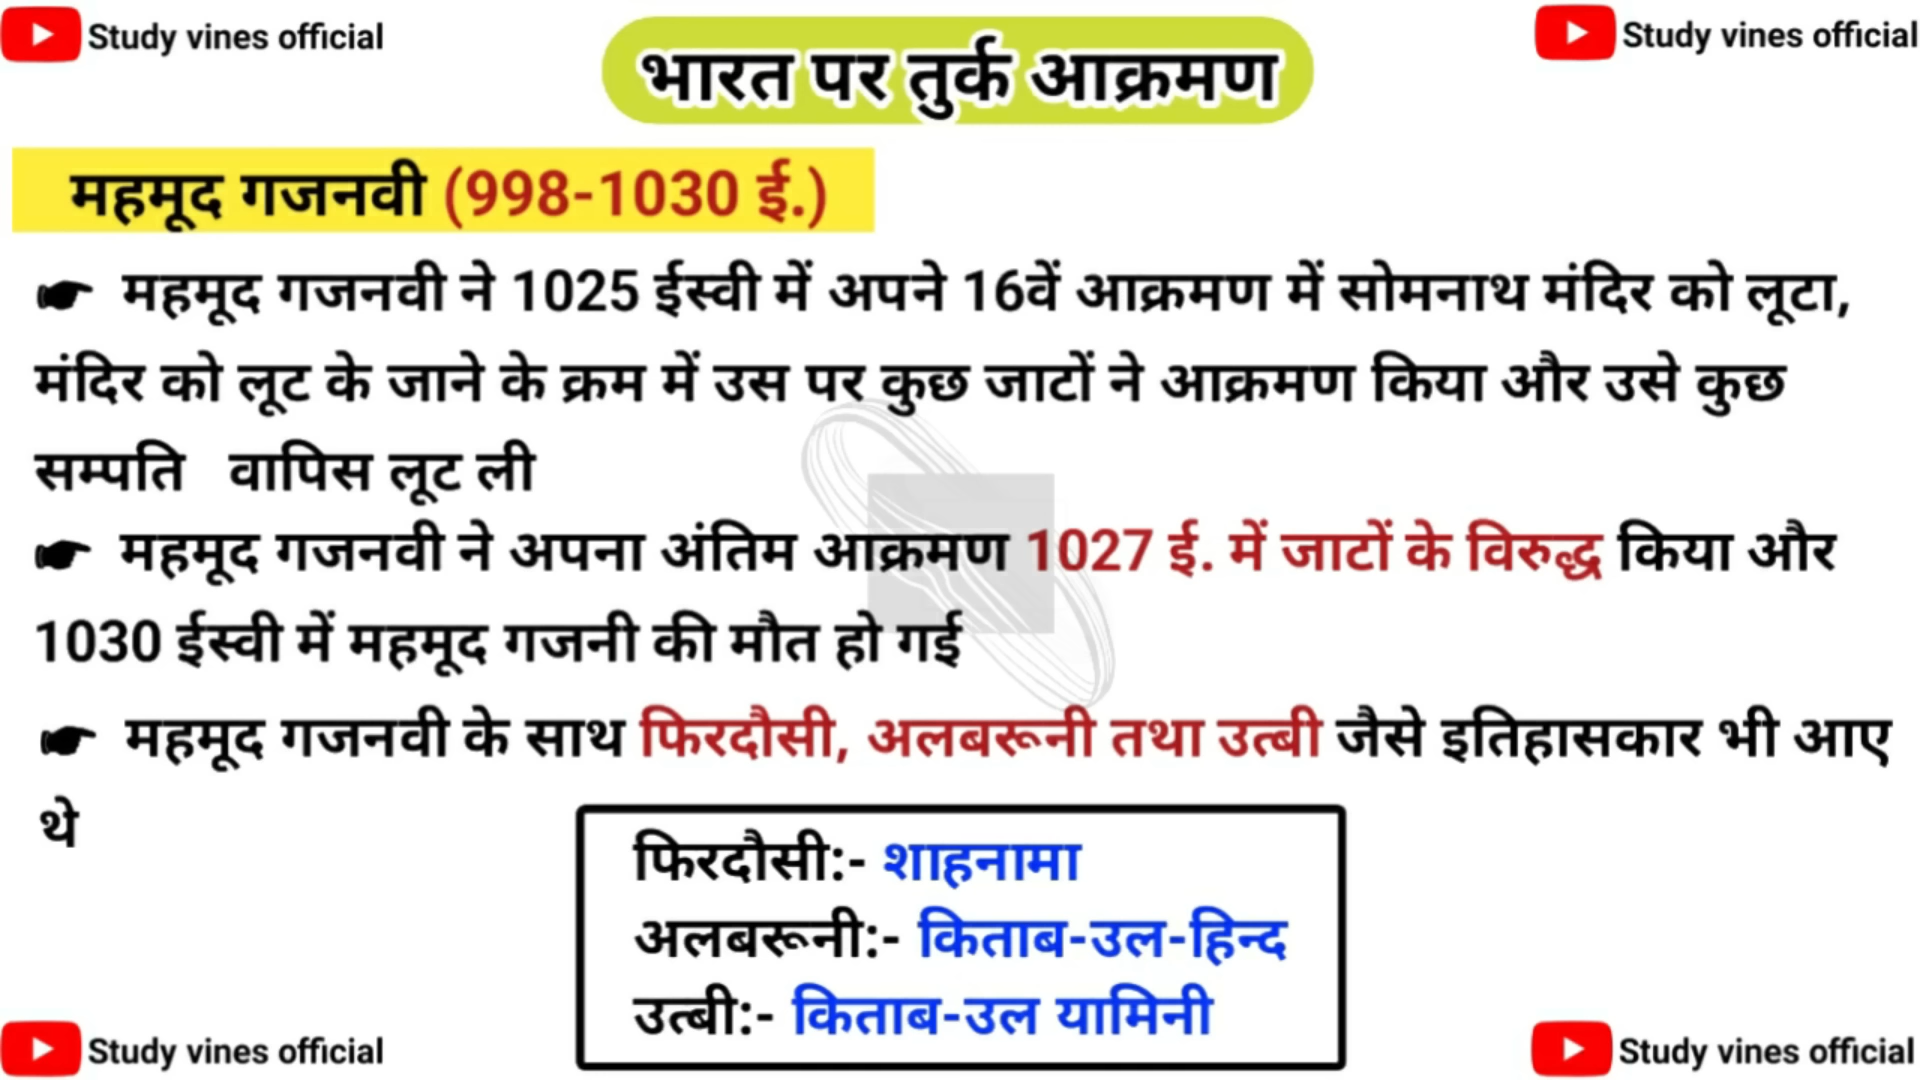 Study vines official
Study vines official
भारत पर तुर्क आक्रमण
महमूद गजनवी (998-1030 ई.)
महमूद गजनवी ने 1025 ईस्वी में अपने 16वें आक्रमण में सोमनाथ मंदिर को लूटा,
मंदिर को लूट के जाने के क्रम में उस पर कुछ जाटों ने आक्रमण किया और उसे कुछ
सम्पति वापिस लूट ली
महमूद गजनवी ने अपना अंतिम आक्रमण 1027 ई. में जाटों के विरुद्ध किया और
1030 ईस्वी में महमूद गजनी की मौत हो गई
महमूद गजनवी के साथ फिरदौसी, अलबरूनी तथा उत्बी जैसे इतिहासकार भी आए
थे
फिरदौसी:- शाहनामा
अलबरूनी:- किताब-उल-हिन्द
उत्बी:- किताब-उल यामिनी
Study vines official
Study vines official